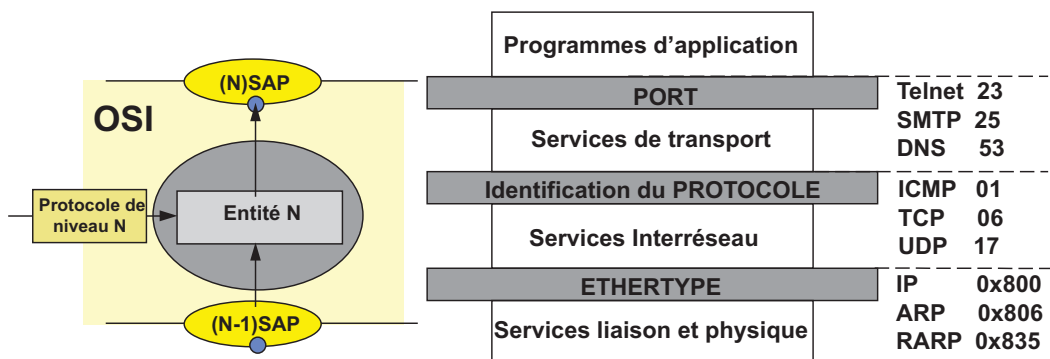 (N)SAP
OSI
Protocole de
niveau N
Entité N
(N-1)SAP
Programmes d'application
PORT
Services de transport
Identification du PROTOCOLE
Services Interréseau
ETHERTYPE
Services liaison et physique
Telnet 23
SMTP 25
DNS 53
ICMP 01
TCP 06
UDP 17
IP 0x800
ARP 0x806
RARP 0x835